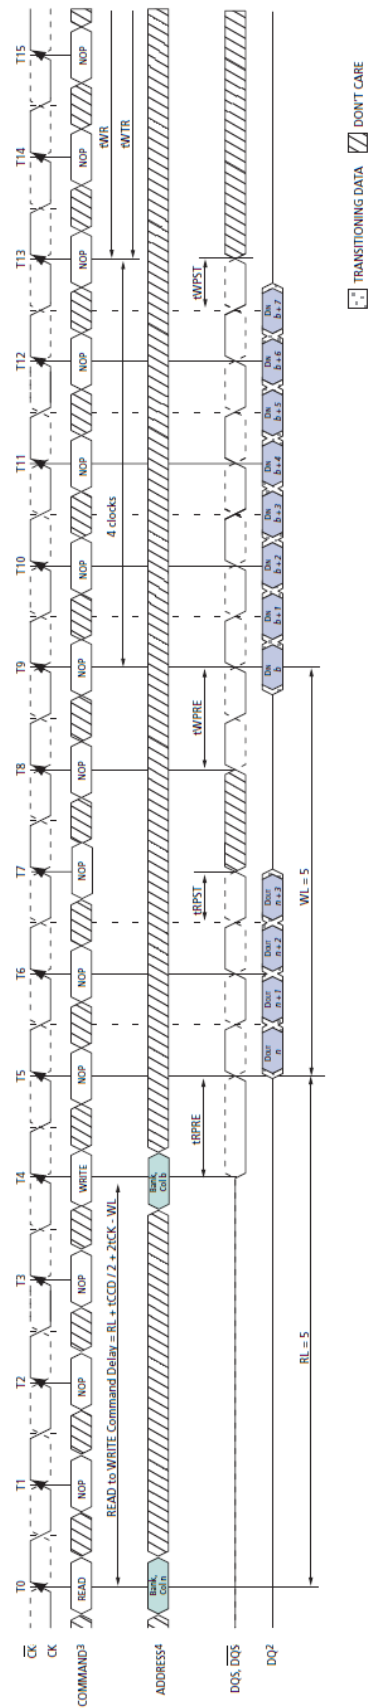 T0 T1 T2 T3 T4 T5 T6 T7 T8 T9 T10 T11 T12 T13 T14 T15
CK
CK
COMMAND3 READ NOP NOP NOP WRITE NOP NOP NOP NOP NOP NOP NOP NOP NOP NOP NOP
READ to WRITE Command Delay = RL + tCCD / 2 + 2tCK - WL 4 clocks tWR
tWTR
ADDRESS4 Bank, Col n Bank, Col b
tRPRE tRPST tWPRE tWPST
DQS, DQS
DQ2 DOUT n DOUT n + 1 DOUT n + 2 DOUT n + 3 DIN b DIN b + 1 DIN b + 2 DIN b + 3 DIN b + 4 DIN b + 5 DIN b + 6 DIN b + 7
RL = 5 WL = 5
TRANSITIONING DATA DON'T CARE